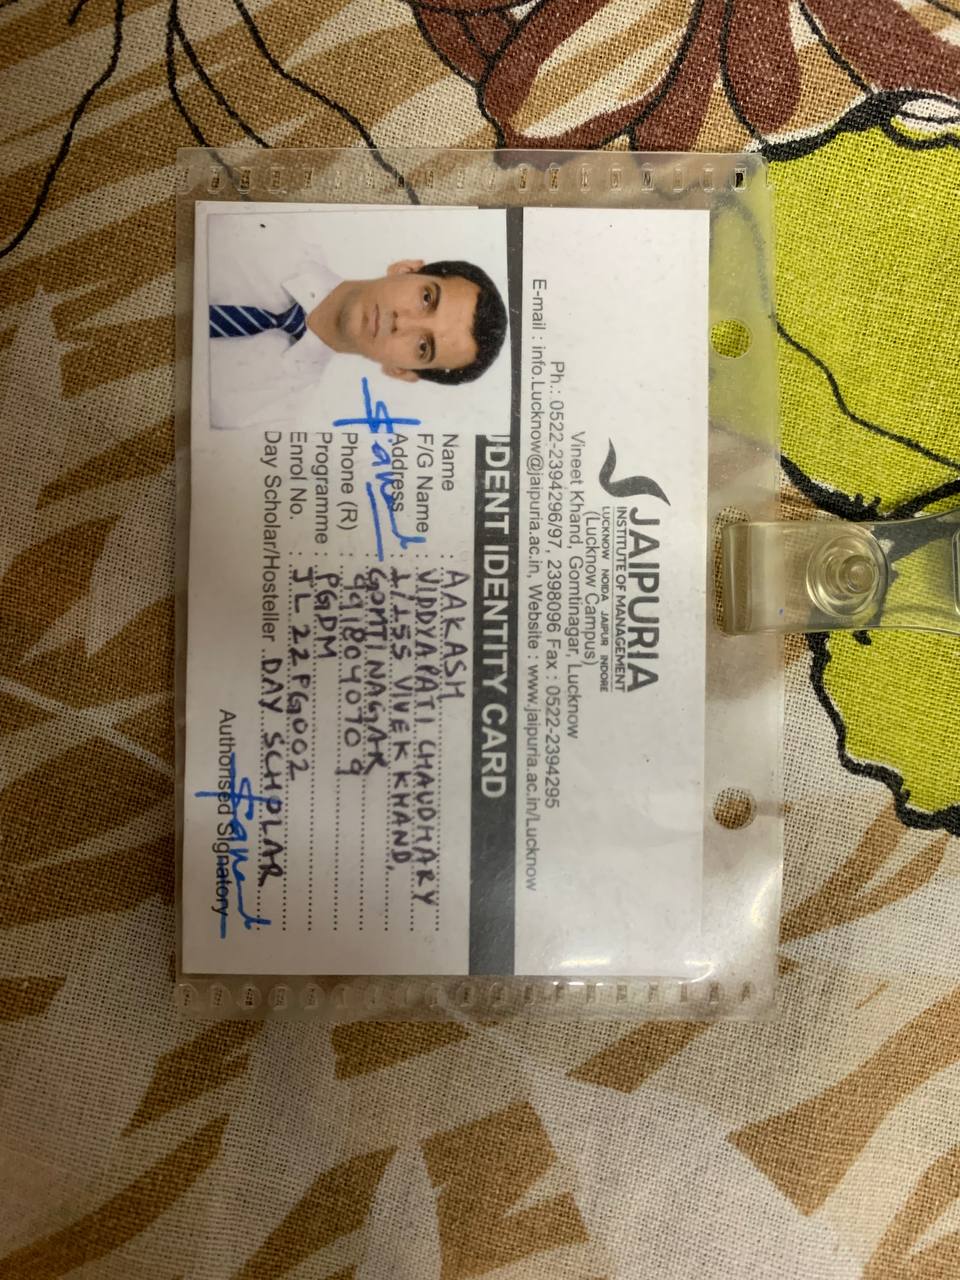 JAIPURIA
INSTITUTE OF MANAGEMENT
LUCKNOW NOIDA JAIPUR INDORE
(Lucknow Campus)
Vineet Khand, Gomtinagar, Lucknow
Ph.: 0522-2394296/97, 2398096 Fax : 0522-2394295
E-mail : info.Lucknow@jaipuria.ac.in, Website : www.jaipuria.ac.in/Lucknow
IDENT IDENTITY CARD
Name : AAKASH
F/G Name : VIDDYAPATI CHAUDHARY
Address : 1/155 VIVEK KHAND,
GOMTI NAGAR
Phone (R) : 8918040709
Programme : PGDM
Enrol No. : JL22PG002
Day Scholar/Hosteller DAY SCHOLAR
Authorised Signatory